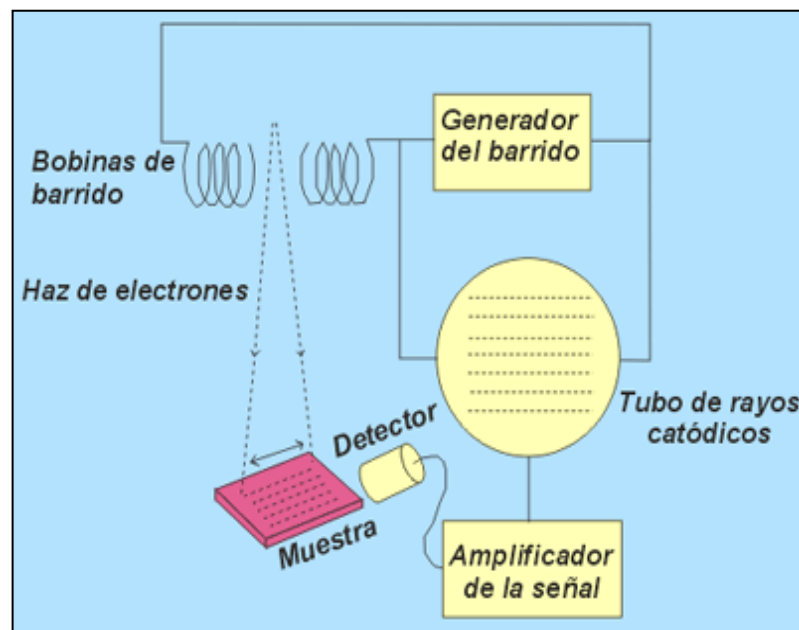 Generador
del barrido
Bobinas de
barrido
Haz de electrones
Tubo de rayos
catódicos
Detector
Muestra
Amplificador
de la señal